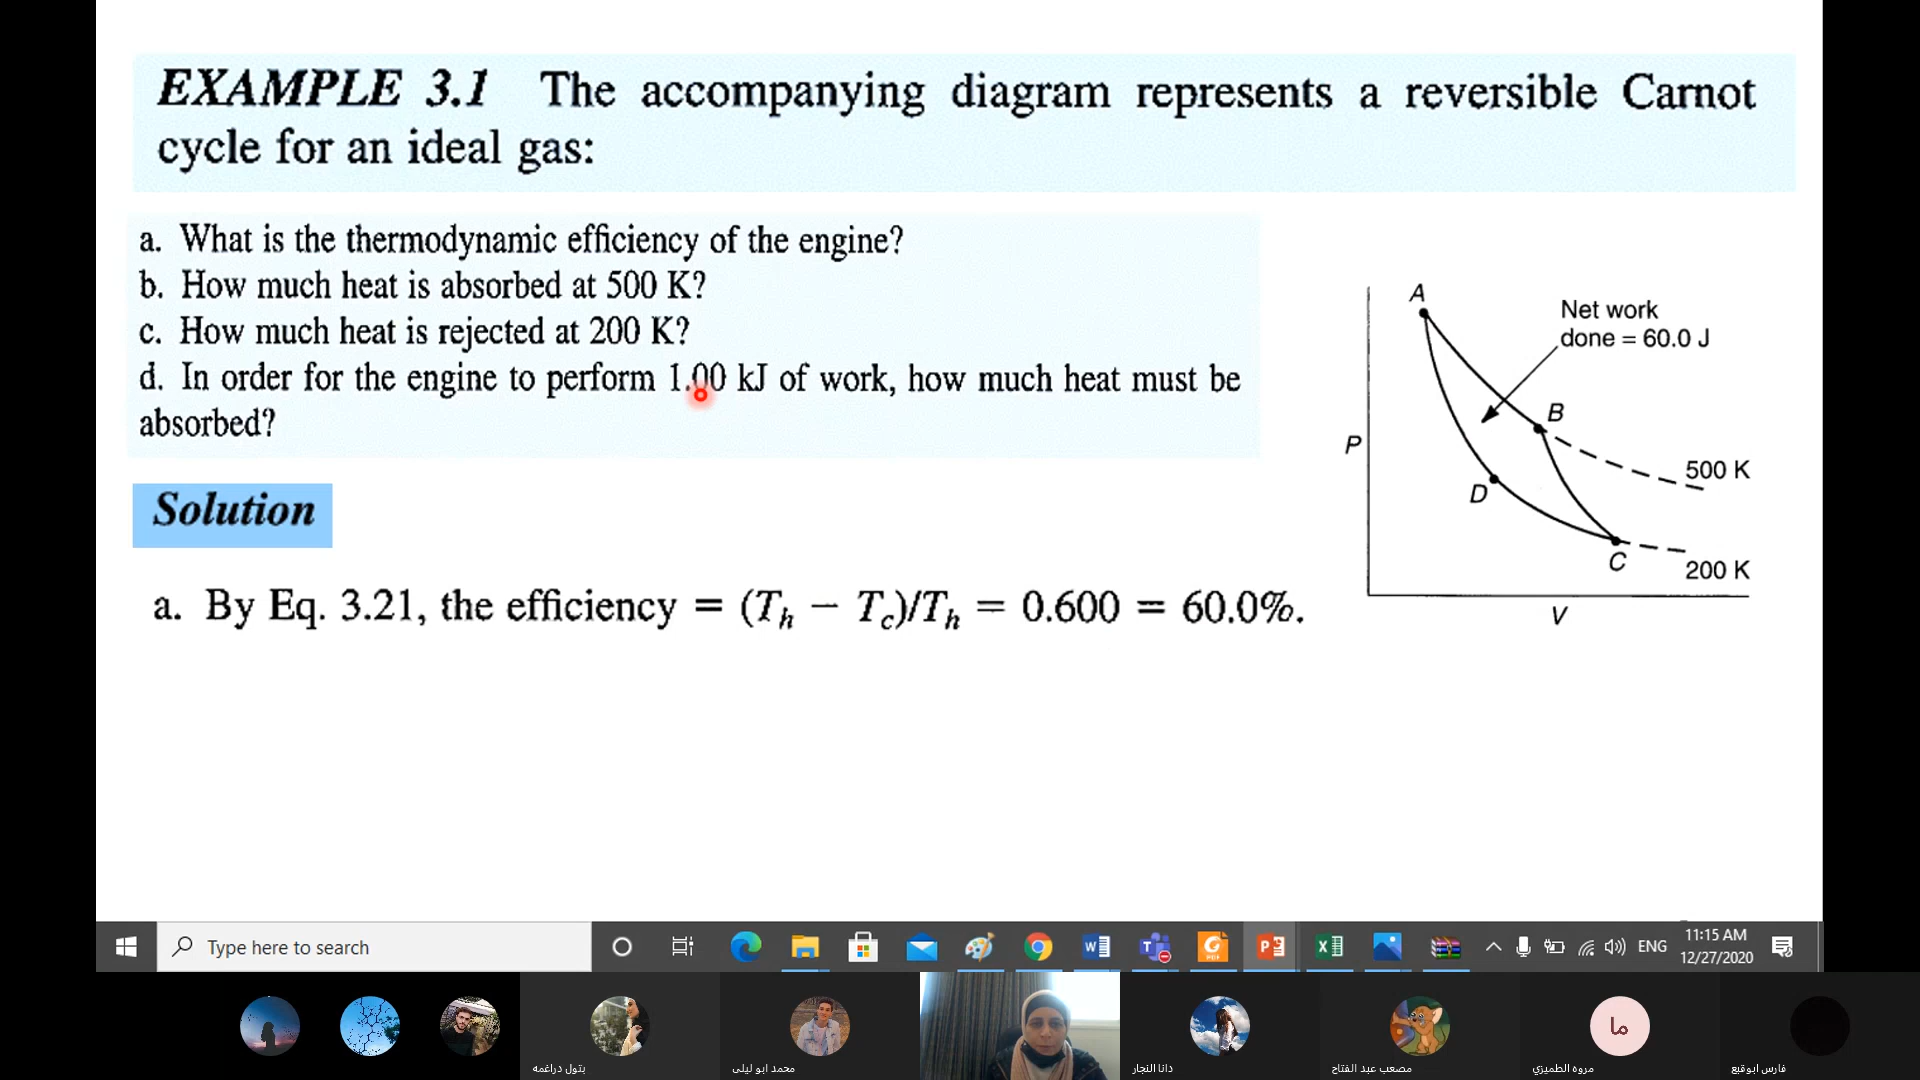 EXAMPLE 3.1 The accompanying diagram represents a reversible Carnot
cycle for an ideal gas:
a. What is the thermodynamic efficiency of the engine?
b. How much heat is absorbed at 500 K?
c. How much heat is rejected at 200 K?
d. In order for the engine to perform 1.00 kJ of work, how much heat must be
absorbed?
A
Net work
done = 60.0 J
B
P
500 K
D
C
200 K
V
Solution
a. By Eq. 3.21, the efficiency = (Th − Tc)/Th = 0.600 = 60.0%.
Type here to search
ENG
11:15 AM
12/27/2020
بتول دراغمه
محمد ابو ليلى
دانا النجار
مصعب عبد الفتاح
ما
مروه الطميزي
فارس ابوقبع